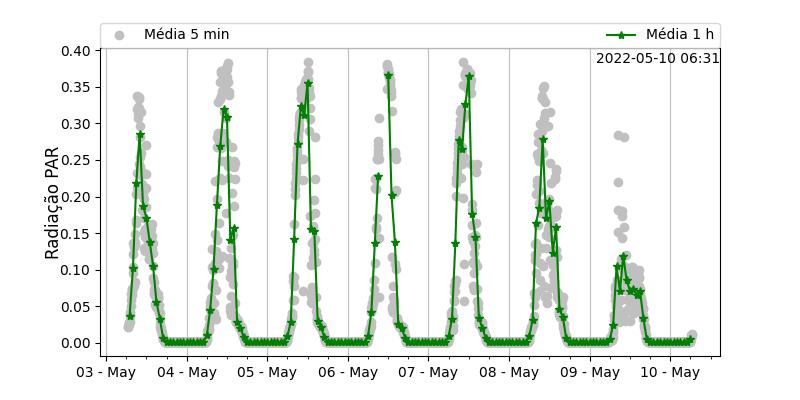 Média 5 min
Média 1 h
2022-05-10 06:31
Radiação PAR
0.40
0.35
0.30
0.25
0.20
0.15
0.10
0.05
0.00
03 - May
04 - May
05 - May
06 - May
07 - May
08 - May
09 - May
10 - May